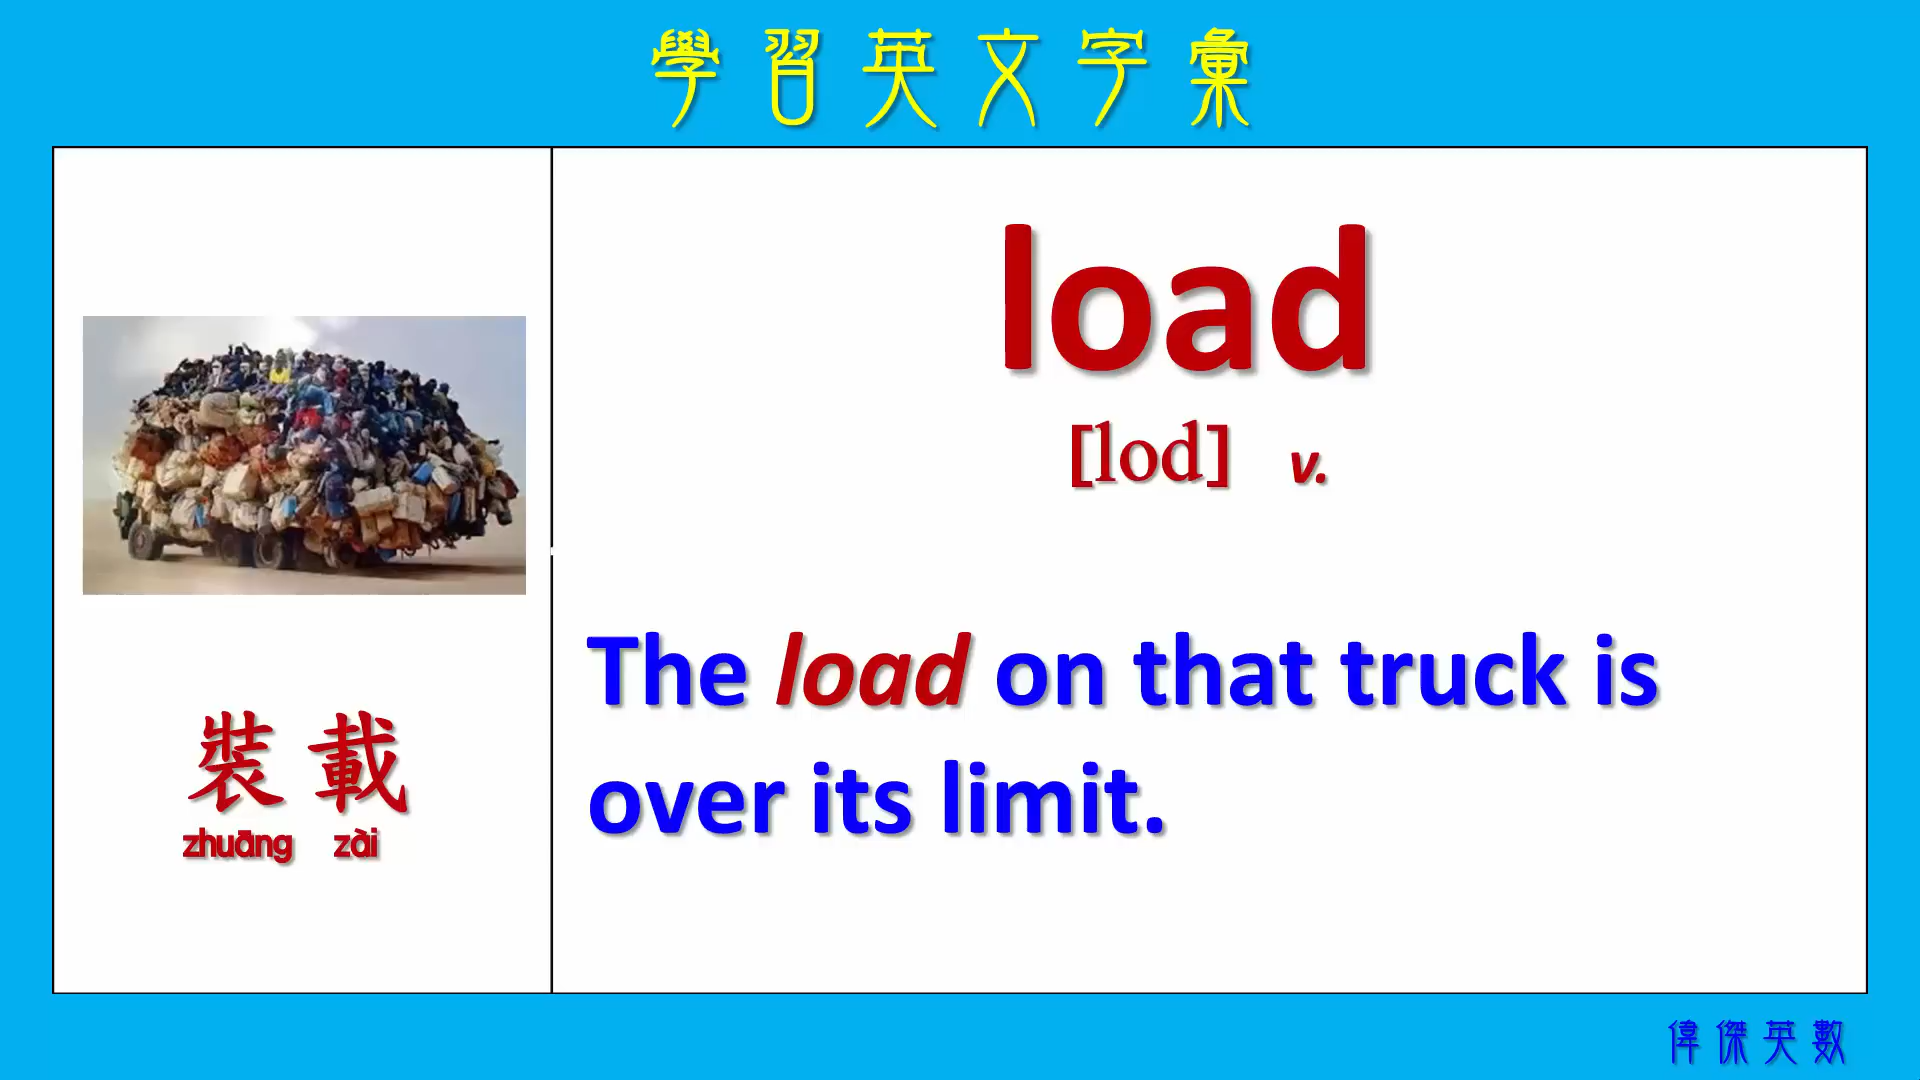 學習英文字彙
load
[lod] v.
裝載
zhuāng zài
The load on that truck is
over its limit.
偉傑英數